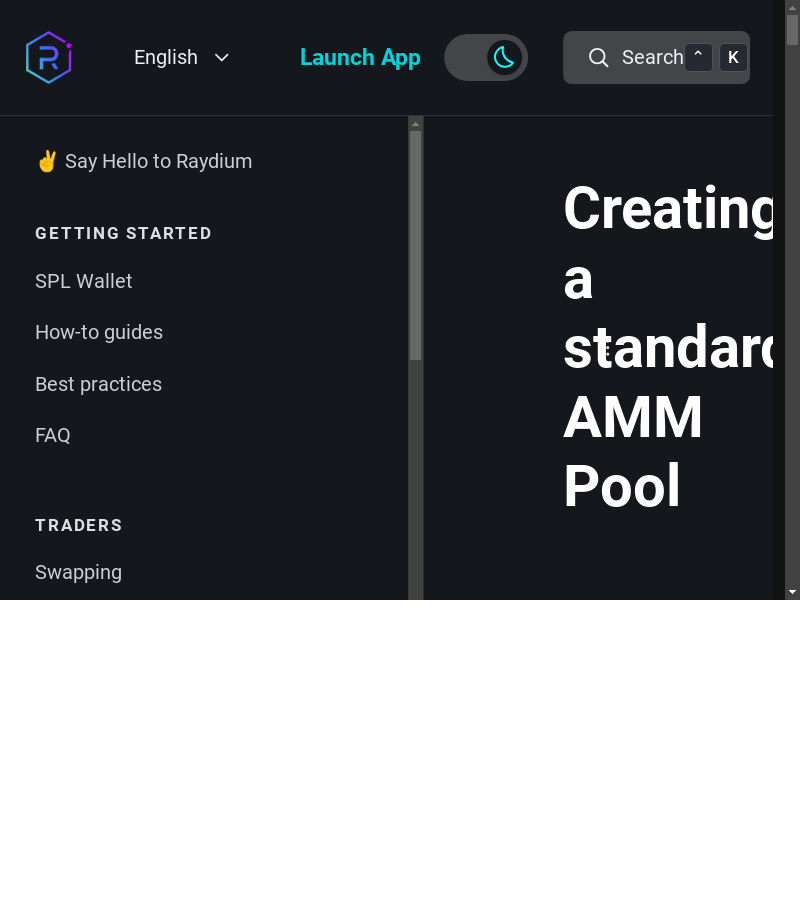 English
Launch App
Search
^
K
✌️ Say Hello to Raydium
GETTING STARTED
SPL Wallet
How-to guides
Best practices
FAQ
TRADERS
Swapping
Creating
a
standard
AMM
Pool